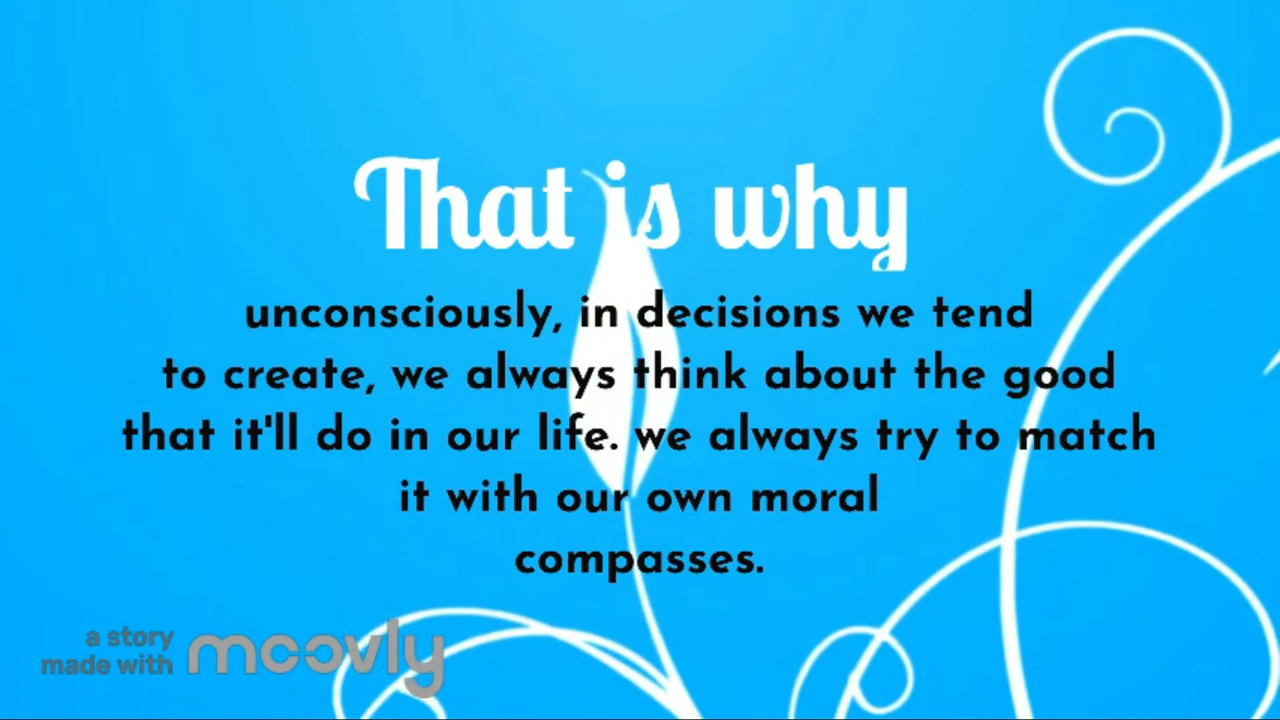 That is why
unconsciously, in decisions we tend
to create, we always think about the good
that it'll do in our life. we always try to match
it with our own moral
compasses.
a story
made with moovly